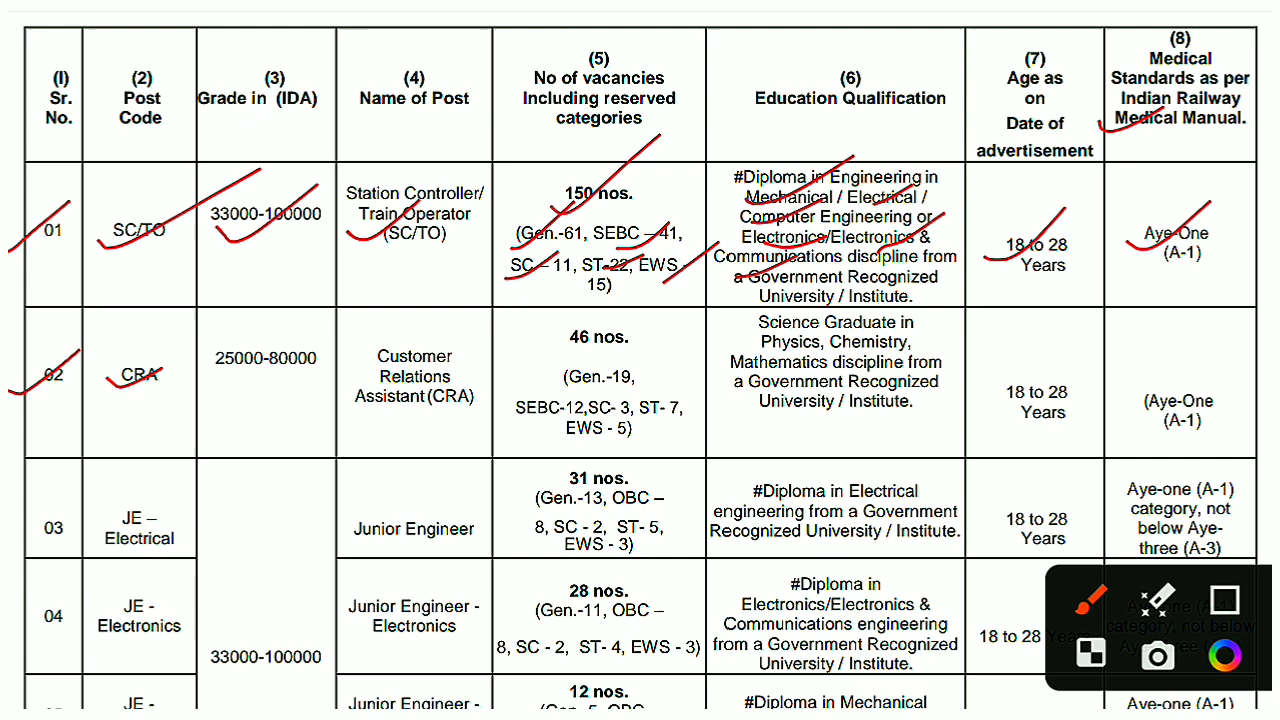 (I)
Sr.
No.
(2)
Post
Code
(3)
Grade in (IDA)
(4)
Name of Post
(5)
No of vacancies
Including reserved
categories
(6)
Education Qualification
(7)
Age as
on
Date of
advertisement
(8)
Medical
Standards as per
Indian Railway
Medical Manual.
01
SC/TO
33000-100000
Station Controller/
Train Operator
(SC/TO)
150 nos.
(Gen.-61, SEBC – 41,
SC – 11, ST-22, EWS -
15)
#Diploma in Engineering in
Mechanical / Electrical /
Computer Engineering or
Electronics/Electronics &
Communications discipline from
a Government Recognized
University / Institute.
18 to 28
Years
Aye-One
(A-1)
02
CRA
25000-80000
Customer
Relations
Assistant (CRA)
46 nos.
(Gen.-19,
SEBC-12,SC- 3, ST- 7,
EWS - 5)
Science Graduate in
Physics, Chemistry,
Mathematics discipline from
a Government Recognized
University / Institute.
18 to 28
Years
(Aye-One
(A-1)
03
JE –
Electrical
33000-100000
Junior Engineer
31 nos.
(Gen.-13, OBC –
8, SC - 2, ST- 5,
EWS - 3)
#Diploma in Electrical
engineering from a Government
Recognized University / Institute.
18 to 28
Years
Aye-one (A-1)
category, not
below Aye-
three (A-3)
04
JE -
Electronics
Junior Engineer -
Electronics
28 nos.
(Gen.-11, OBC –
8, SC - 2, ST- 4, EWS - 3)
#Diploma in
Electronics/Electronics &
Communications engineering
from a Government Recognized
University / Institute.
18 to 28 Years
category, not below
JE -
Junior Engineer -
12 nos.
#Diploma in Mechanical
Aye-one (A-1)